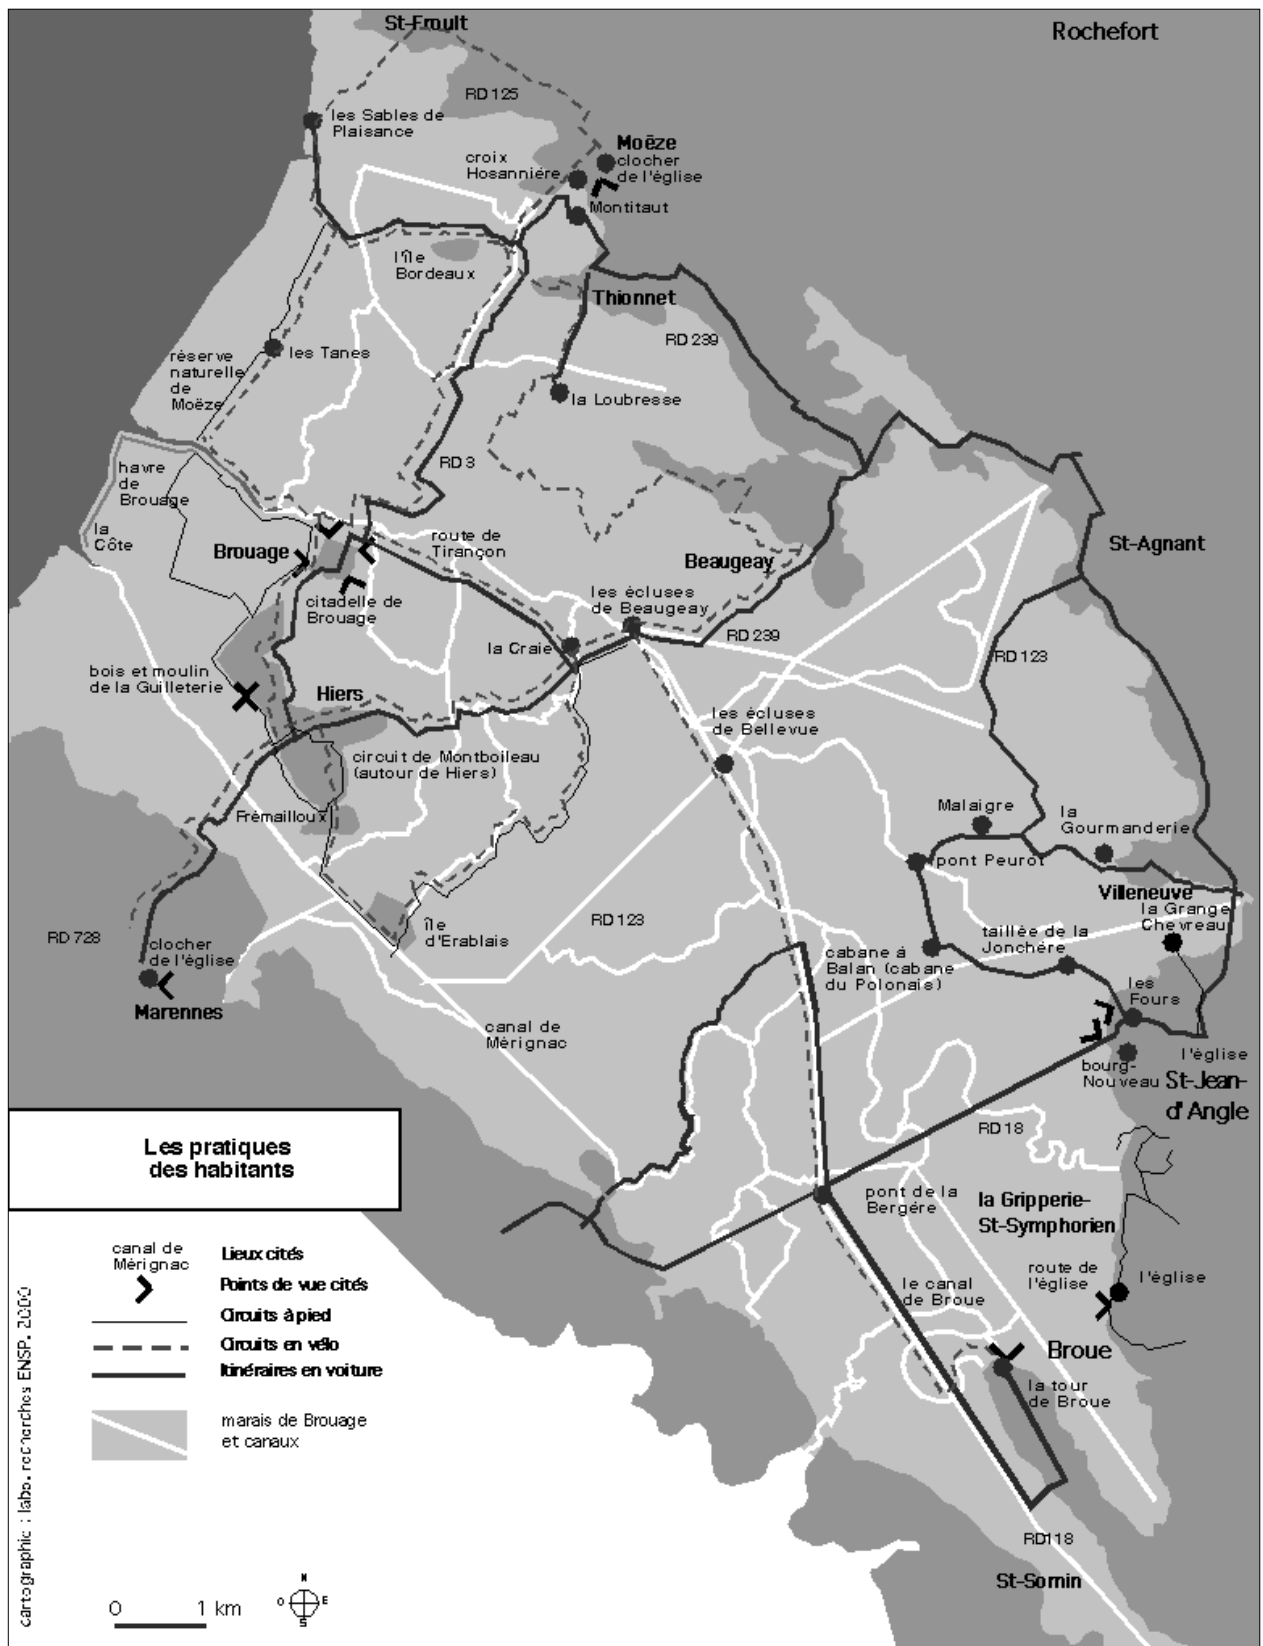 St-Froult
Rochefort
RD 125
les Sables de
Plaisance
Moëze
clocher
de l'église
croix
Hosannière
Montitaut
l'île
Bordeaux
Thionnet
RD 239
les Tanes
réserve
naturelle
de
Moëze
la Loubresse
RD 3
havre
de
Brouage
la
Côte
Brouage
route de
Tirançon
St-Agnant
Beaugeay
citadelle de
Brouage
les écluses
de Beaugeay
RD 239
la Craie
RD 123
bois et moulin
de la Guilleterie
Hiers
les écluses
de Bellevue
circuit de Montboileau
(autour de Hiers)
Frémailloux
Malaigre
la
Gourmanderie
pont Peurot
Villeneuve
la Grange
Chevreau
île
d'Erablais
RD 123
RD 728
clocher
de l'église
cabane à
Balan (cabane
du Polonais)
taillée de la
Jonchère
les
Fours
Marennes
canal de
Mérignac
l'église
bourg-
Nouveau
St-Jean-
d'Angle
Les pratiques
des habitants
RD 18
pont de la
Bergère
la Gripperie-
St-Symphorien
canal de
Mérignac
Lieux cités
Points de vue cités
Circuits à pied
Circuits en vélo
Itinéraires en voiture
marais de Brouage
et canaux
route de
l'église
l'église
le canal
de Broue
Broue
la tour
de Broue
RD118
St-Sornin
cartographie : labo. recherches ENSP. 2000
0 1 km
N
O E
S